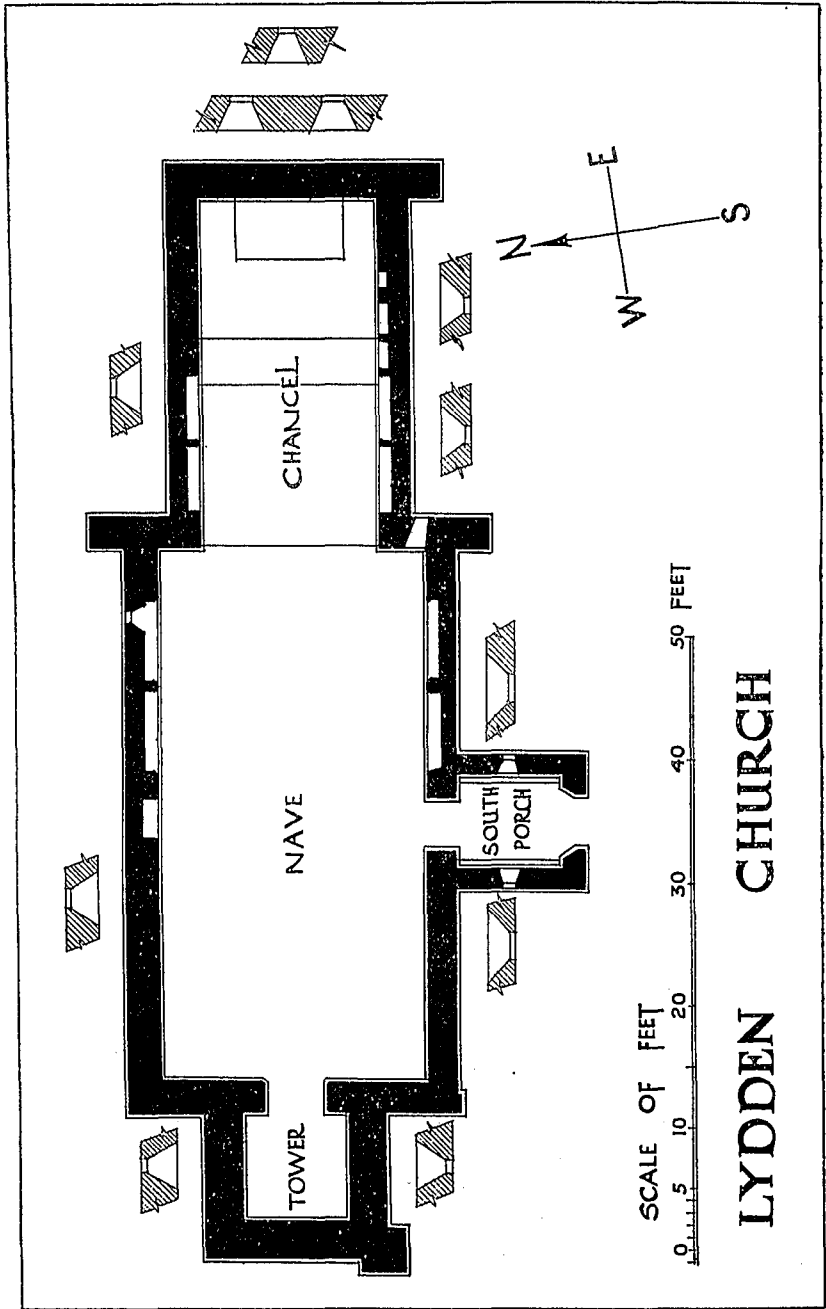 CHANCEL
NAVE
TOWER
SOUTH
PORCH
N
E
S
W
SCALE OF FEET
0 5 10 20 30 40 50 FEET
LYDDEN CHURCH